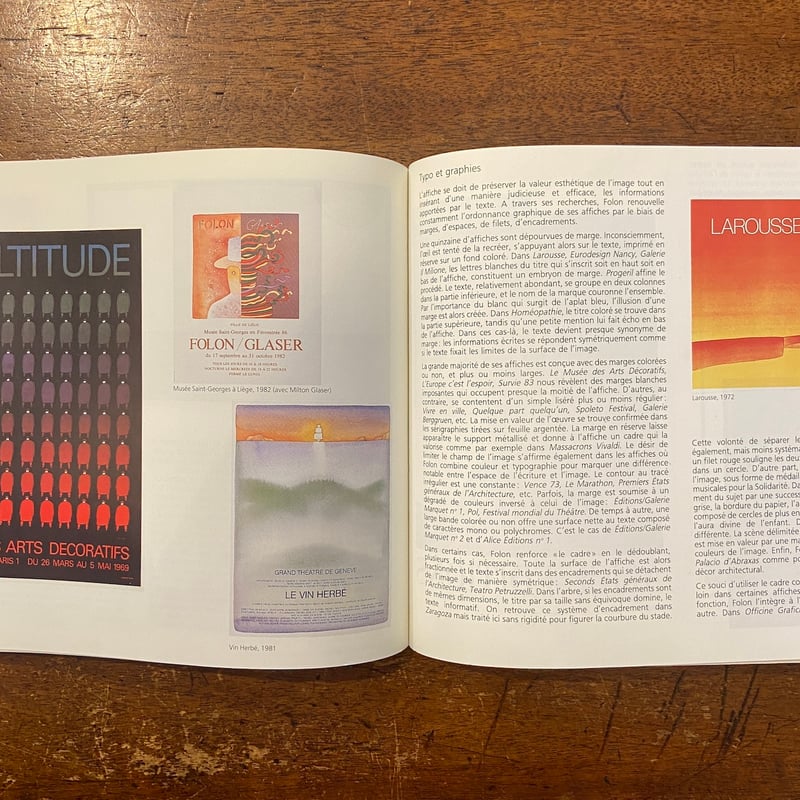 LTITUDE
ARTS DECORATIFS
ARIS 1 DU 26 MARS AU 5 MAI 1969
FOLON Glaser
VILLE DE LIÈGE
Musée Saint-Georges en Féronstrée 86
FOLON / GLASER
du 17 septembre au 31 octobre 1982
TOUS LES JOURS DE
NOCTURNE LE MERCREDI DE
FERMÉ LE LUNDI
Musée Saint-Georges à Liège, 1982 (avec Milton Glaser)
GRAND THÉATRE DE GENÈVE
LE VIN HERBÉ
Vin Herbé, 1981
Typo et graphies
L'affiche se doit de préserver la valeur esthétique de l'image tout en
insérant d'une manière judicieuse et efficace, les informations
apportées par le texte. A travers ses recherches, Folon renouvelle
constamment l'ordonnance graphique de ses affiches par le biais de
marges, d'espaces, de filets, d'encadrements.
Une quinzaine d'affiches sont dépourvues de marge. Inconsciemment,
l'œil est tenté de la recréer, s'appuyant alors sur le texte, imprimé en
réserve sur un fond coloré. Dans Larousse, Eurodesign Nancy, Galerie
Il Milione, les lettres blanches du titre qui s'inscrit soit en haut soit en
bas de l'affiche, constituent un embryon de marge. Progeril affine le
procédé. Le texte, relativement abondant, se groupe en deux colonnes
dans la partie inférieure, et le nom de la marque couronne l'ensemble.
Par l'importance du blanc qui surgit de l'aplat bleu, l'illusion d'une
marge est alors créée. Dans Homéopathie, le titre coloré se trouve dans
la partie supérieure, tandis qu'une petite mention lui fait écho en bas
de l'affiche. Dans ces cas-là, le texte devient presque synonyme de
marge : les informations écrites se répondent symétriquement comme
si le texte fixait les limites de la surface de l'image.
La grande majorité de ses affiches est conçue avec des marges colorées
ou non, et plus ou moins larges. Le Musée des Arts Décoratifs,
L'Europe c'est l'espoir, Survie 83 nous révèlent des marges blanches
imposantes qui occupent presque la moitié de l'affiche. D'autres, au
contraire, se contentent d'un simple liséré plus ou moins régulier :
Vivre en ville, Quelque part quelqu'un, Spoleto Festival, Galerie
Berggruen, etc. La mise en valeur de l'œuvre se trouve confirmée dans
les sérigraphies tirées sur feuille argentée. La marge en réserve laisse
apparaître le support métallisé et donne à l'affiche un cadre qui la
valorise comme par exemple dans Massacrons Vivaldi. Le désir de
limiter le champ de l'image s'affirme également dans les affiches où
Folon combine couleur et typographie pour marquer une différence
notable entre l'espace de l'écriture et l'image. Le contour au tracé
irrégulier est une constante : Vence 73, Le Marathon, Premiers États
généraux de l'Architecture, etc. Parfois, la marge est soumise à un
dégradé de couleurs inversé à celui de l'image : Éditions/Galerie
Marquet n° 1, Pol, Festival mondial du Théâtre. De temps à autre, une
large bande colorée ou non offre une surface nette au texte composé
de caractères mono ou polychromes. C'est le cas de Éditions/Galerie
Marquet n° 2 et d'Alice Éditions n° 1.
Dans certains cas, Folon renforce « le cadre » en le dédoublant,
plusieurs fois si nécessaire. Toute la surface de l'affiche est alors
fractionnée et le texte s'inscrit dans des encadrements qui se détachent
de l'image de manière symétrique : Seconds États généraux de
l'Architecture, Teatro Petruzzelli. Dans l'arbre, si les encadrements sont
de mêmes dimensions, le titre par sa taille sans équivoque domine, le
texte informatif. On retrouve ce système d'encadrement dans
Zaragoza mais traité ici sans rigidité pour figurer la courbure du stade.
LAROUSSE
Larousse, 1972
Cette volonté de séparer le
également, mais moins systéma
un filet rouge souligne les deux
dans un cercle. D'autre part,
image, sous forme de médail
musicales pour la Solidarité. Da
ment du sujet par une success
grise, la bordure du papier, l'a
composé de cercles de plus en
l'aura divine de l'enfant. D
différente. La scène délimitée
est mise en valeur par une ma
couleurs de l'image. Enfin, F
Palacio d'Abraxas comme po
décor architectural.
Ce souci d'utiliser le cadre co
loin dans certaines affiches
fonction, Folon l'intègre à l'
autre. Dans Officine Grafica